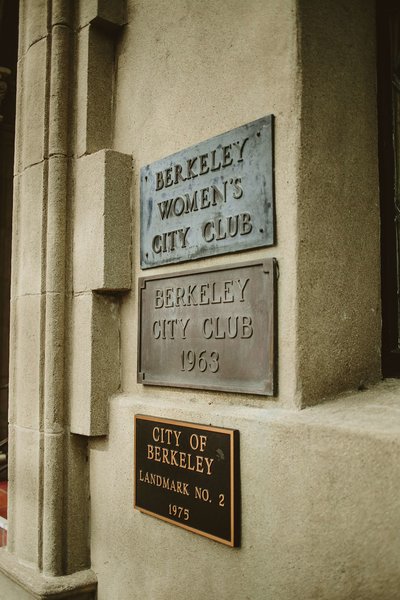 BERKELEY
WOMEN'S
CITY CLUB
BERKELEY
CITY CLUB
1963
CITY OF
BERKELEY
LANDMARK NO. 2
1975